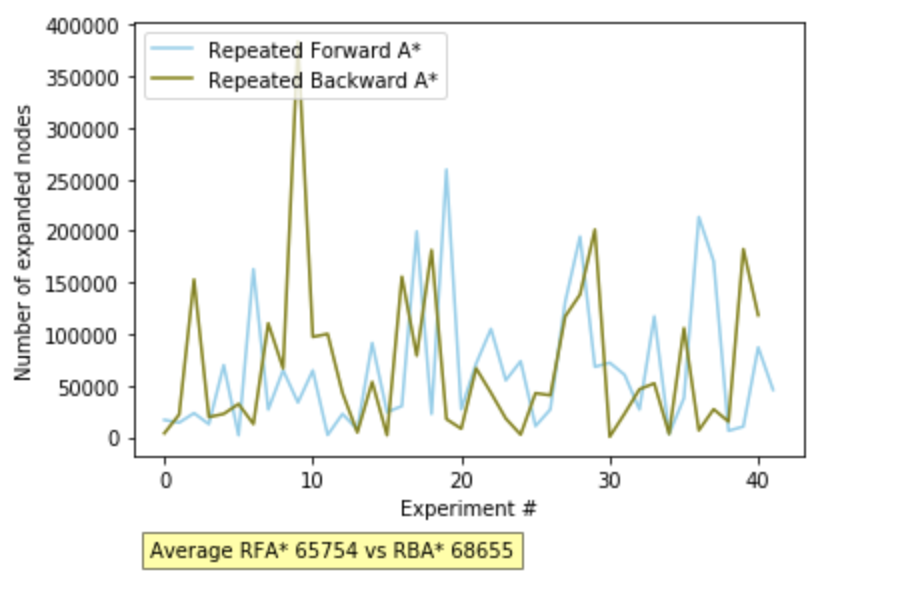 400000
350000
300000
250000
200000
150000
100000
50000
0
Number of expanded nodes
Repeated Forward A*
Repeated Backward A*
0 10 20 30 40
Experiment #
Average RFA* 65754 vs RBA* 68655